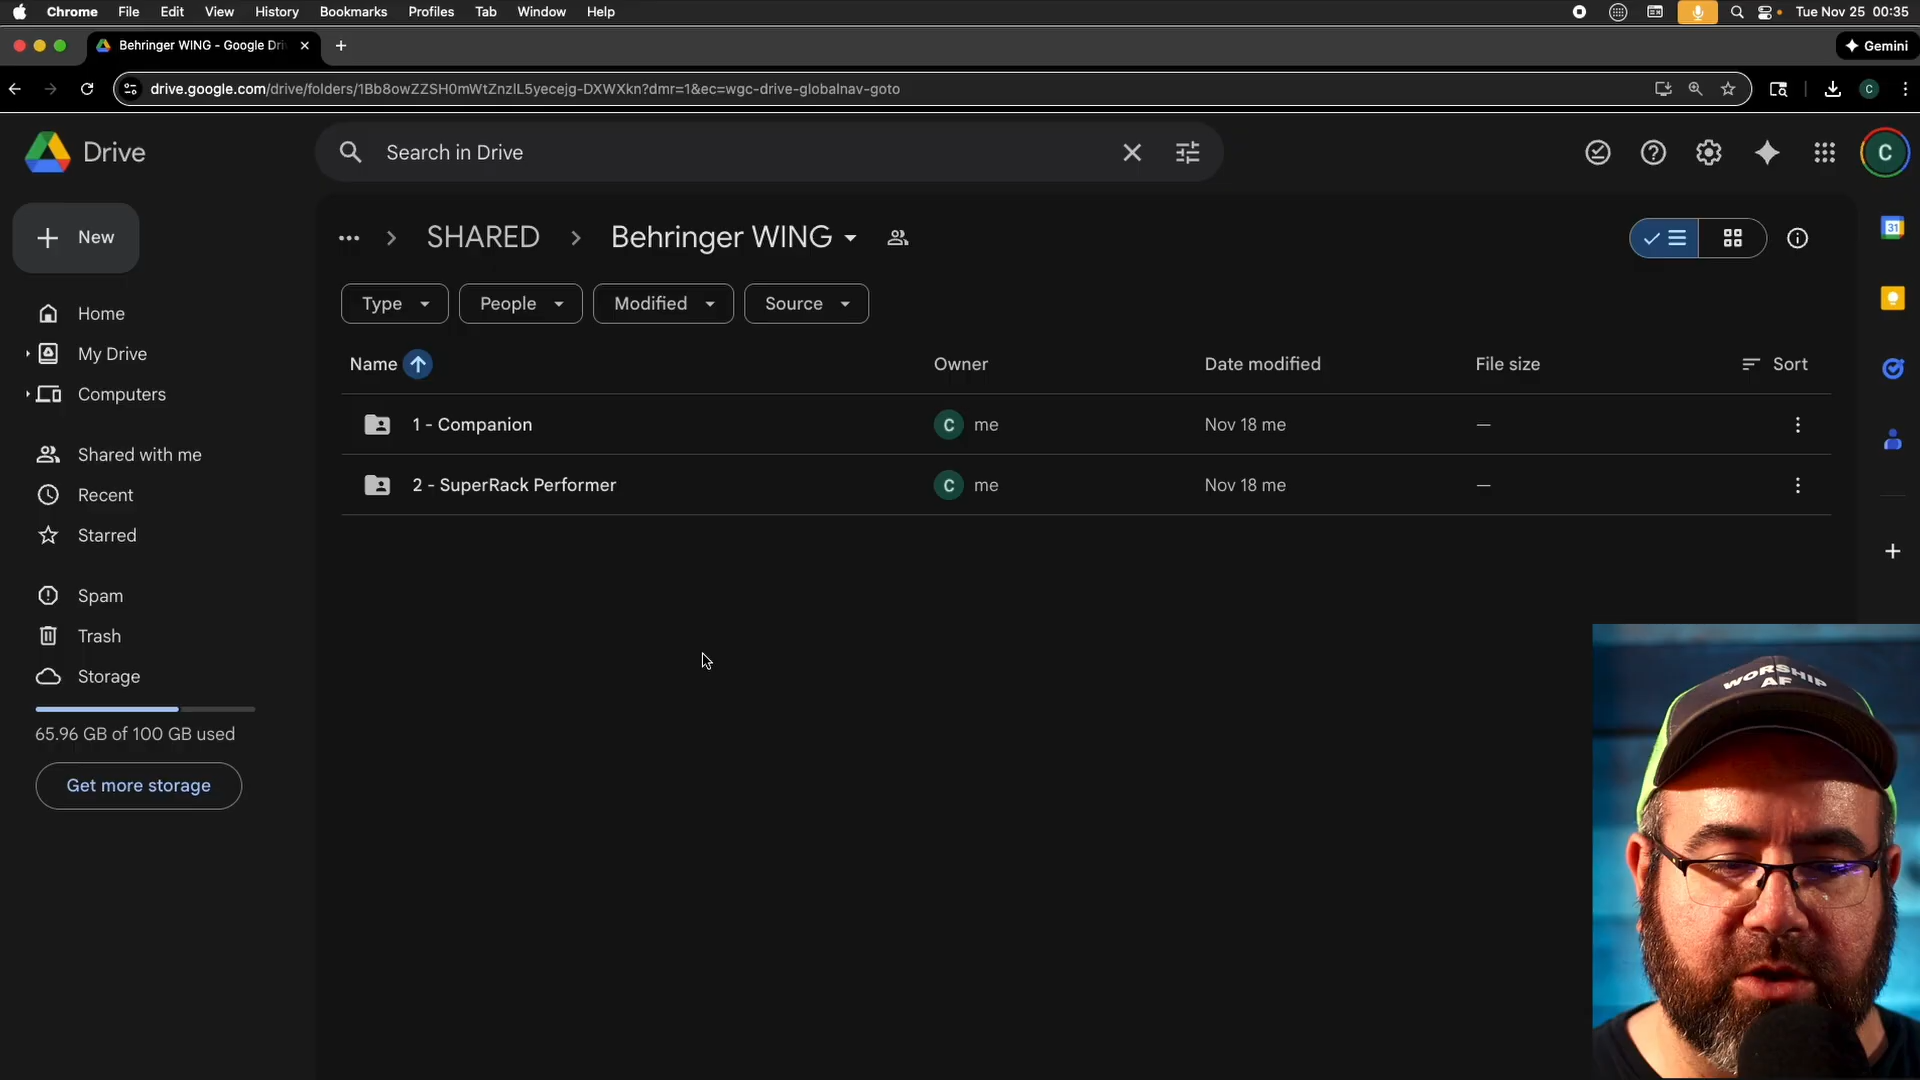 Chrome File Edit View History Bookmarks Profiles Tab Window Help Tue Nov 25 00:35
Behringer WING - Google Dri Gemini
drive.google.com/drive/folders/1Bb8owZZSH0mWtZnzlL5yecejg-DXWXkn?dmr=1&ec=wgc-drive-globalnav-goto C
Drive
Search in Drive
C
New
... > SHARED > Behringer WING
31
Type People Modified Source
Home
My Drive
Computers
Shared with me
Recent
Starred
Spam
Trash
Storage
65.96 GB of 100 GB used
Get more storage
Name Owner Date modified File size Sort
1 - Companion C me Nov 18 me —
2 - SuperRack Performer C me Nov 18 me —
WORSHIP
AF